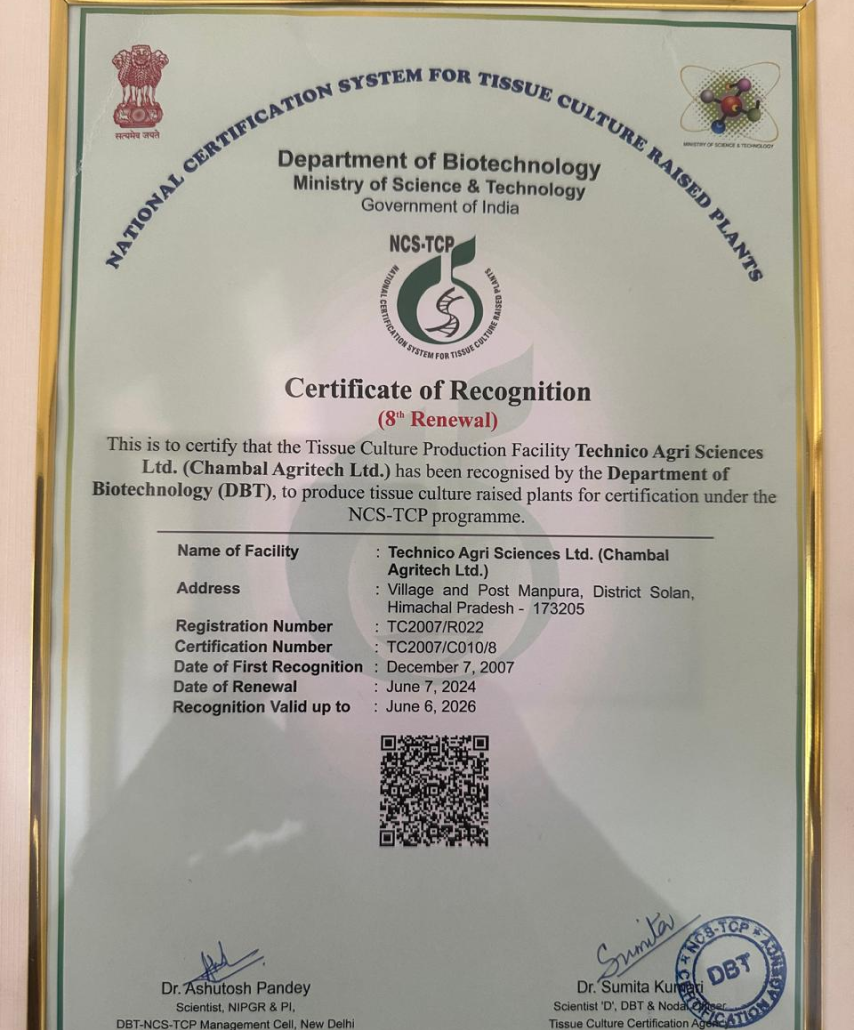 सत्यमेव जयते
NATIONAL CERTIFICATION SYSTEM FOR TISSUE CULTURE RAISED PLANTS
MINISTRY OF SCIENCE & TECHNOLOGY
Department of Biotechnology
Ministry of Science & Technology
Government of India
NCS-TCP
NATIONAL CERTIFICATION SYSTEM FOR TISSUE CULTURE RAISED PLANTS
Certificate of Recognition
(8th Renewal)
This is to certify that the Tissue Culture Production Facility Technico Agri Sciences
Ltd. (Chambal Agritech Ltd.) has been recognised by the Department of
Biotechnology (DBT), to produce tissue culture raised plants for certification under the
NCS-TCP programme.
Name of Facility : Technico Agri Sciences Ltd. (Chambal
Agritech Ltd.)
Address : Village and Post Manpura, District Solan,
Himachal Pradesh - 173205
Registration Number : TC2007/R022
Certification Number : TC2007/C010/8
Date of First Recognition : December 7, 2007
Date of Renewal : June 7, 2024
Recognition Valid up to : June 6, 2026
Sumita
Dr. Ashutosh Pandey
Scientist, NIPGR & PI,
DBT-NCS-TCP Management Cell, New Delhi
Dr. Sumita Kumari
Scientist 'D', DBT & Nodal Officer
Tissue Culture Certification Agency
NCS-TCP
DBT
CERTIFICATION AGENCY